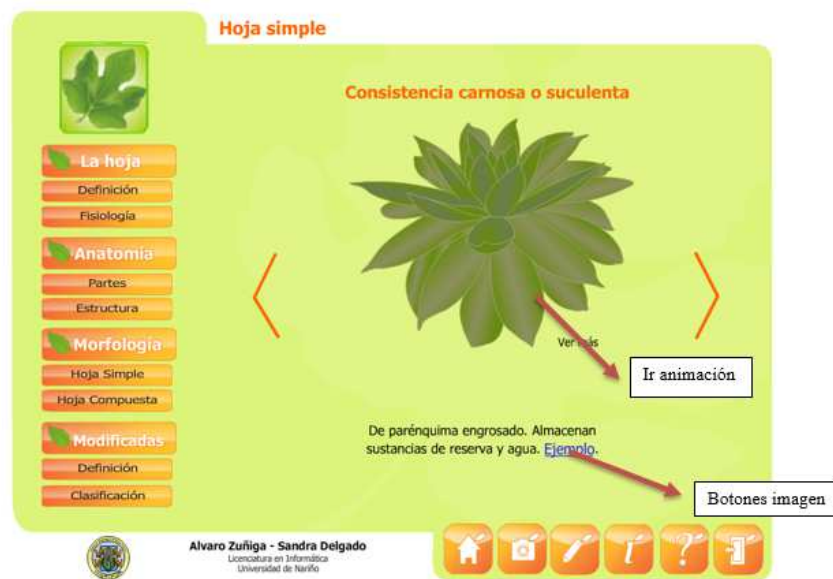 Hoja simple
Consistencia carnosa o suculenta
La hoja
Definición
Fisiología
Anatomía
Partes
Estructura
Morfología
Hoja Simple
Hoja Compuesta
Modificadas
Definición
Clasificación
Ver más
Ir animación
De parénquima engrosado. Almacenan
sustancias de reserva y agua. Ejemplo.
Botones imagen
Alvaro Zuñiga - Sandra Delgado
Licenciatura en Informática
Universidad de Nariño